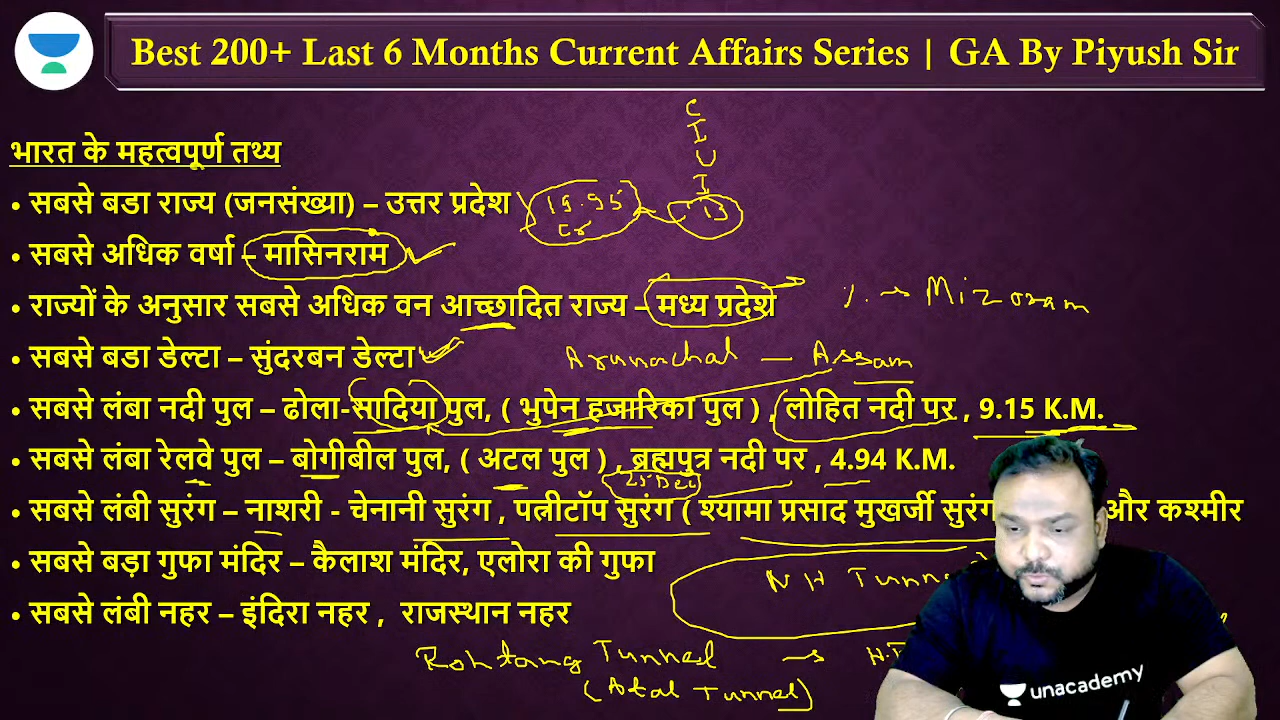 Best 200+ Last 6 Months Current Affairs Series | GA By Piyush Sir
C
I
V
I
भारत के महत्वपूर्ण तथ्य
• सबसे बडा राज्य (जनसंख्या) – उत्तर प्रदेश 19.95 Cr
• सबसे अधिक वर्षा – मासिनराम
• राज्यों के अनुसार सबसे अधिक वन आच्छादित राज्य – मध्य प्रदेश %. → Mizoram
• सबसे बडा डेल्टा – सुंदरबन डेल्टा Arunachal — Assam
• सबसे लंबा नदी पुल – ढोला-सादिया पुल, ( भुपेन हजारिका पुल ) , लोहित नदी पर , 9.15 K.M.
• सबसे लंबा रेलवे पुल – बोगीबील पुल, ( अटल पुल ) , ब्रह्मपुत्र नदी पर , 4.94 K.M.
25 Dec
• सबसे लंबी सुरंग – नाशरी - चेनानी सुरंग , पत्नीटॉप सुरंग ( श्यामा प्रसाद मुखर्जी सुरंग और कश्मीर
• सबसे बड़ा गुफा मंदिर – कैलाश मंदिर, एलोरा की गुफा
NH
• सबसे लंबी नहर – इंदिरा नहर , राजस्थान नहर
Rohtang Tunnel →
(Atal Tunnel)
unacademy